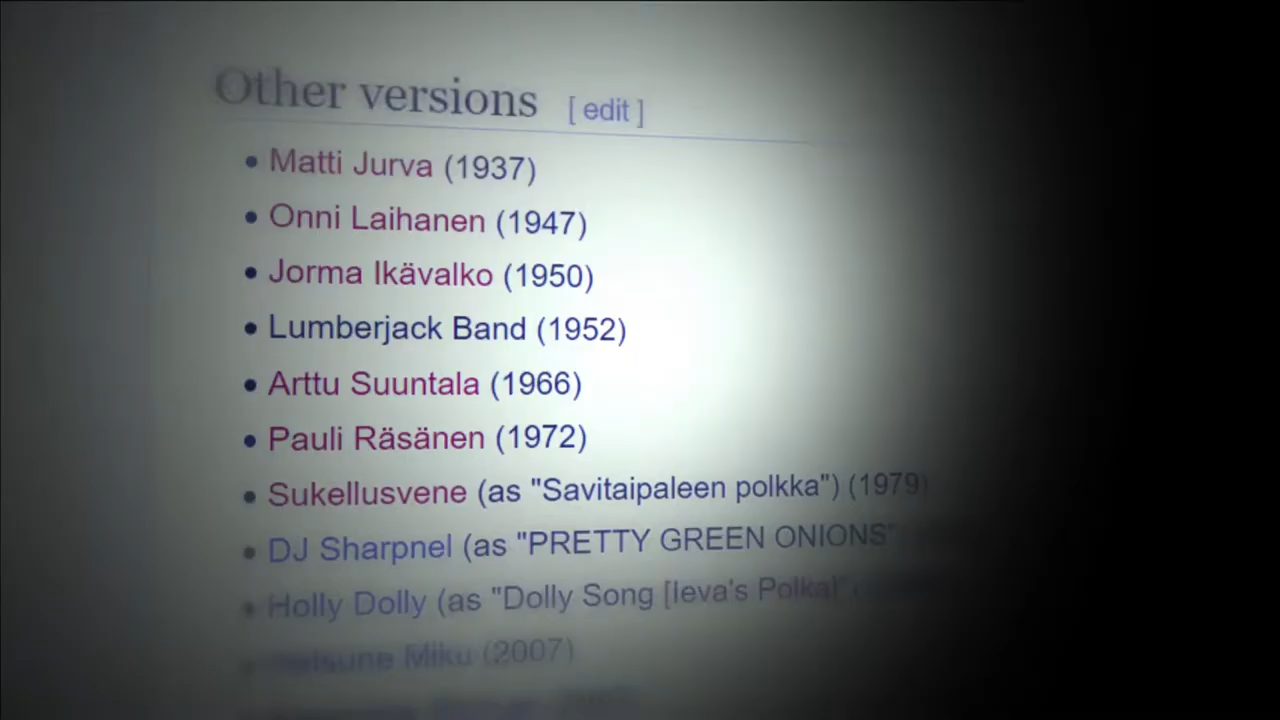 Other versions [ edit ]
• Matti Jurva (1937)
• Onni Laihanen (1947)
• Jorma Ikävalko (1950)
• Lumberjack Band (1952)
• Arttu Suuntala (1966)
• Pauli Räsänen (1972)
• Sukellusvene (as "Savitaipaleen polkka") (1979)
• DJ Sharpnel (as "PRETTY GREEN ONIONS"
• Holly Dolly (as "Dolly Song [Ieva's Polka]"
Miku (2007)